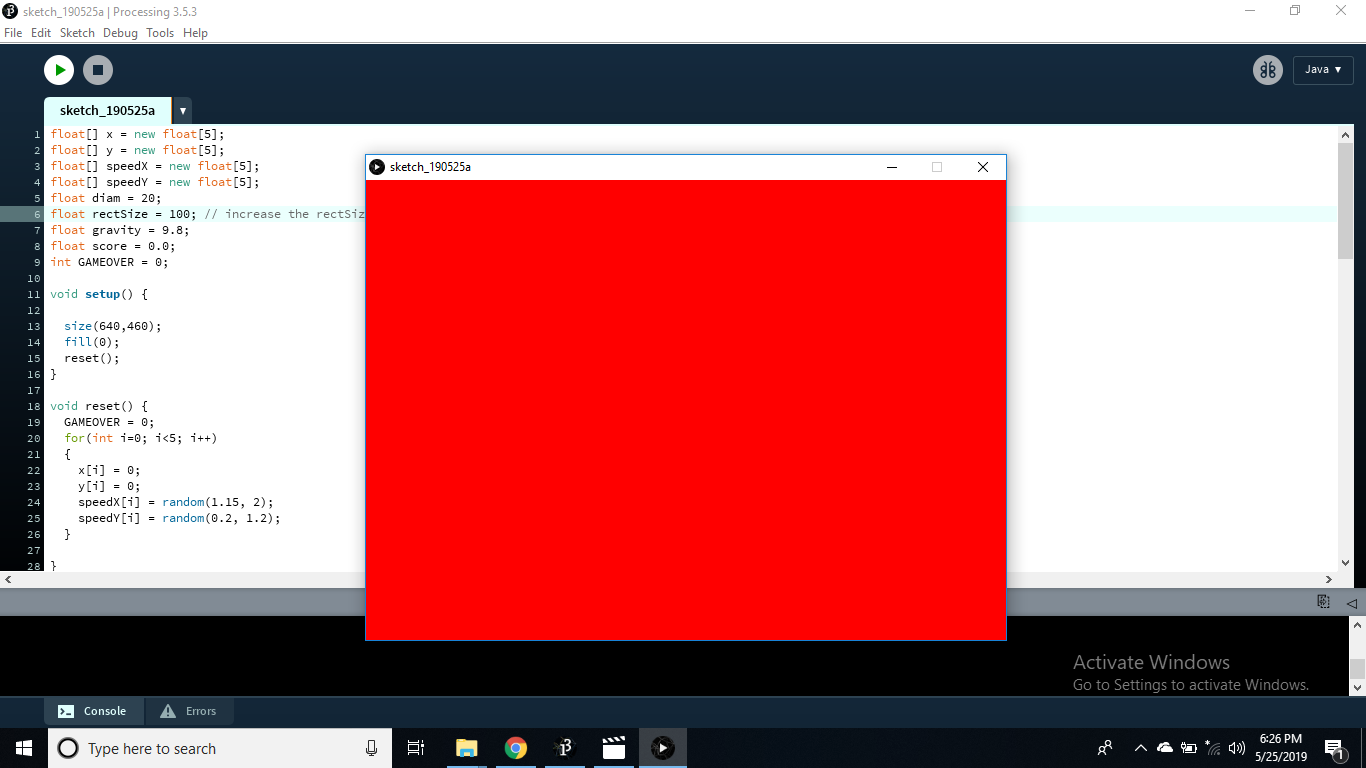 sketch_190525a | Processing 3.5.3
File Edit Sketch Debug Tools Help
Java ▼
sketch_190525a ▼
1 float[] x = new float[5];
2 float[] y = new float[5];
3 float[] speedX = new float[5];
4 float[] speedY = new float[5];
5 float diam = 20;
6 float rectSize = 100; // increase the rectSiz
7 float gravity = 9.8;
8 float score = 0.0;
9 int GAMEOVER = 0;
10
11 void setup() {
12
13 size(640,460);
14 fill(0);
15 reset();
16 }
17
18 void reset() {
19 GAMEOVER = 0;
20 for(int i=0; i<5; i++)
21 {
22 x[i] = 0;
23 y[i] = 0;
24 speedX[i] = random(1.15, 2);
25 speedY[i] = random(0.2, 1.2);
26 }
27
28 }
sketch_190525a
Activate Windows
Go to Settings to activate Windows.
Console Errors
Type here to search
6:26 PM
5/25/2019
1